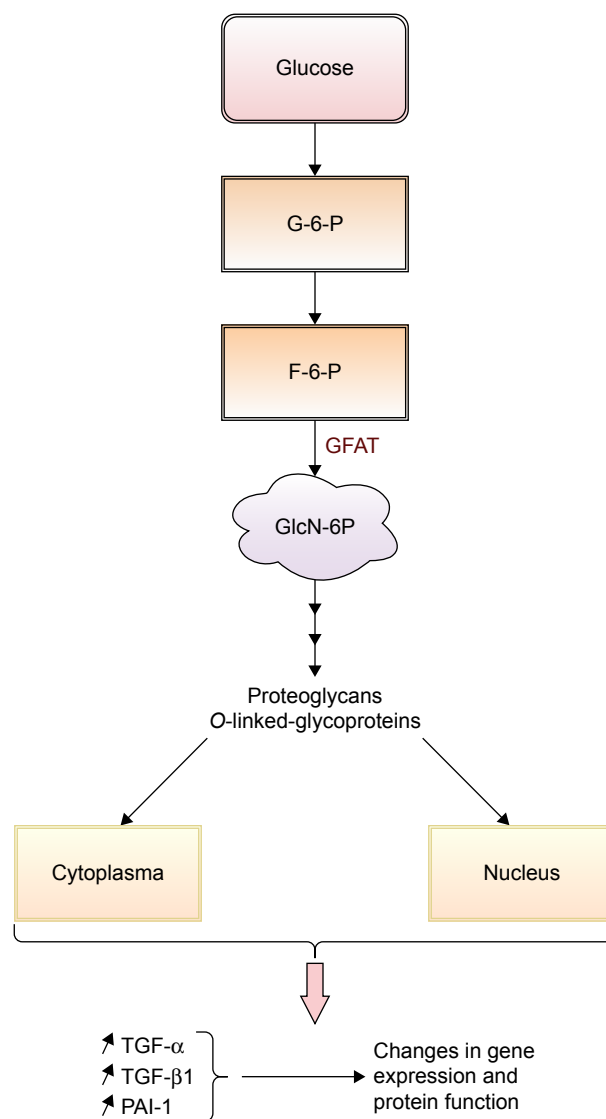 Glucose
G-6-P
F-6-P
GFAT
GlcN-6P
Proteoglycans
O-linked-glycoproteins
Cytoplasma
Nucleus
TGF-α
TGF-β1
PAI-1
Changes in gene
expression and
protein function